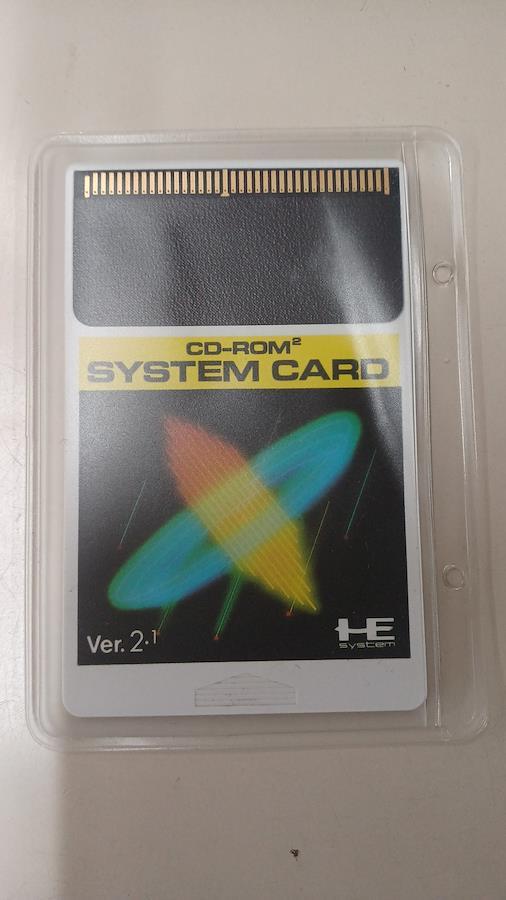 CD-ROM²
SYSTEM CARD
Ver. 2.1
HE
system